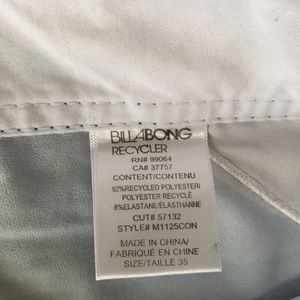 BILLABONG
RECYCLER
RN# 99064
CA# 37757
CONTENT/CONTENU
92%RECYCLED POLYESTER/
POLYESTER RECYCLÉ
8%ELASTANE/ÉLASTHANNE
CUT# 57132
STYLE# M1125CON
MADE IN CHINA/
FABRIQUÉ EN CHINE
SIZE/TAILLE 35